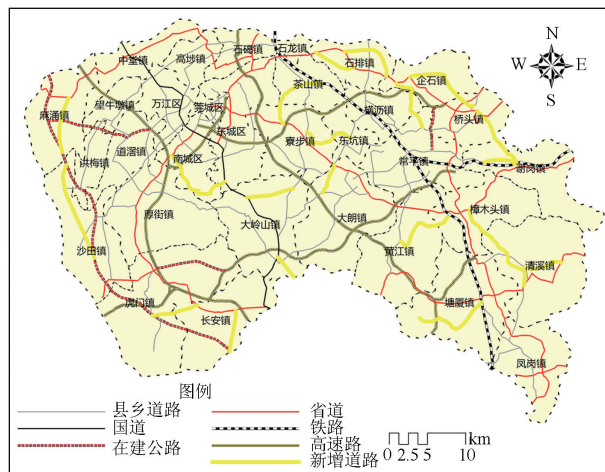 N
W E
S
石碣镇 石龙镇
中堂镇 高埗镇 石排镇
企石镇
望牛墩镇 万江区 莞城区 茶山镇
麻涌镇 横沥镇 桥头镇
东城区
洪梅镇 道滘镇 南城区 寮步镇 东坑镇
常平镇 谢岗镇
厚街镇 大朗镇 樟木头镇
大岭山镇
沙田镇 黄江镇 清溪镇
虎门镇 长安镇 塘厦镇
凤岗镇
图例
县乡道路 省道
国道 铁路
在建公路 高速路
新增道路
km
0 2.5 5 10